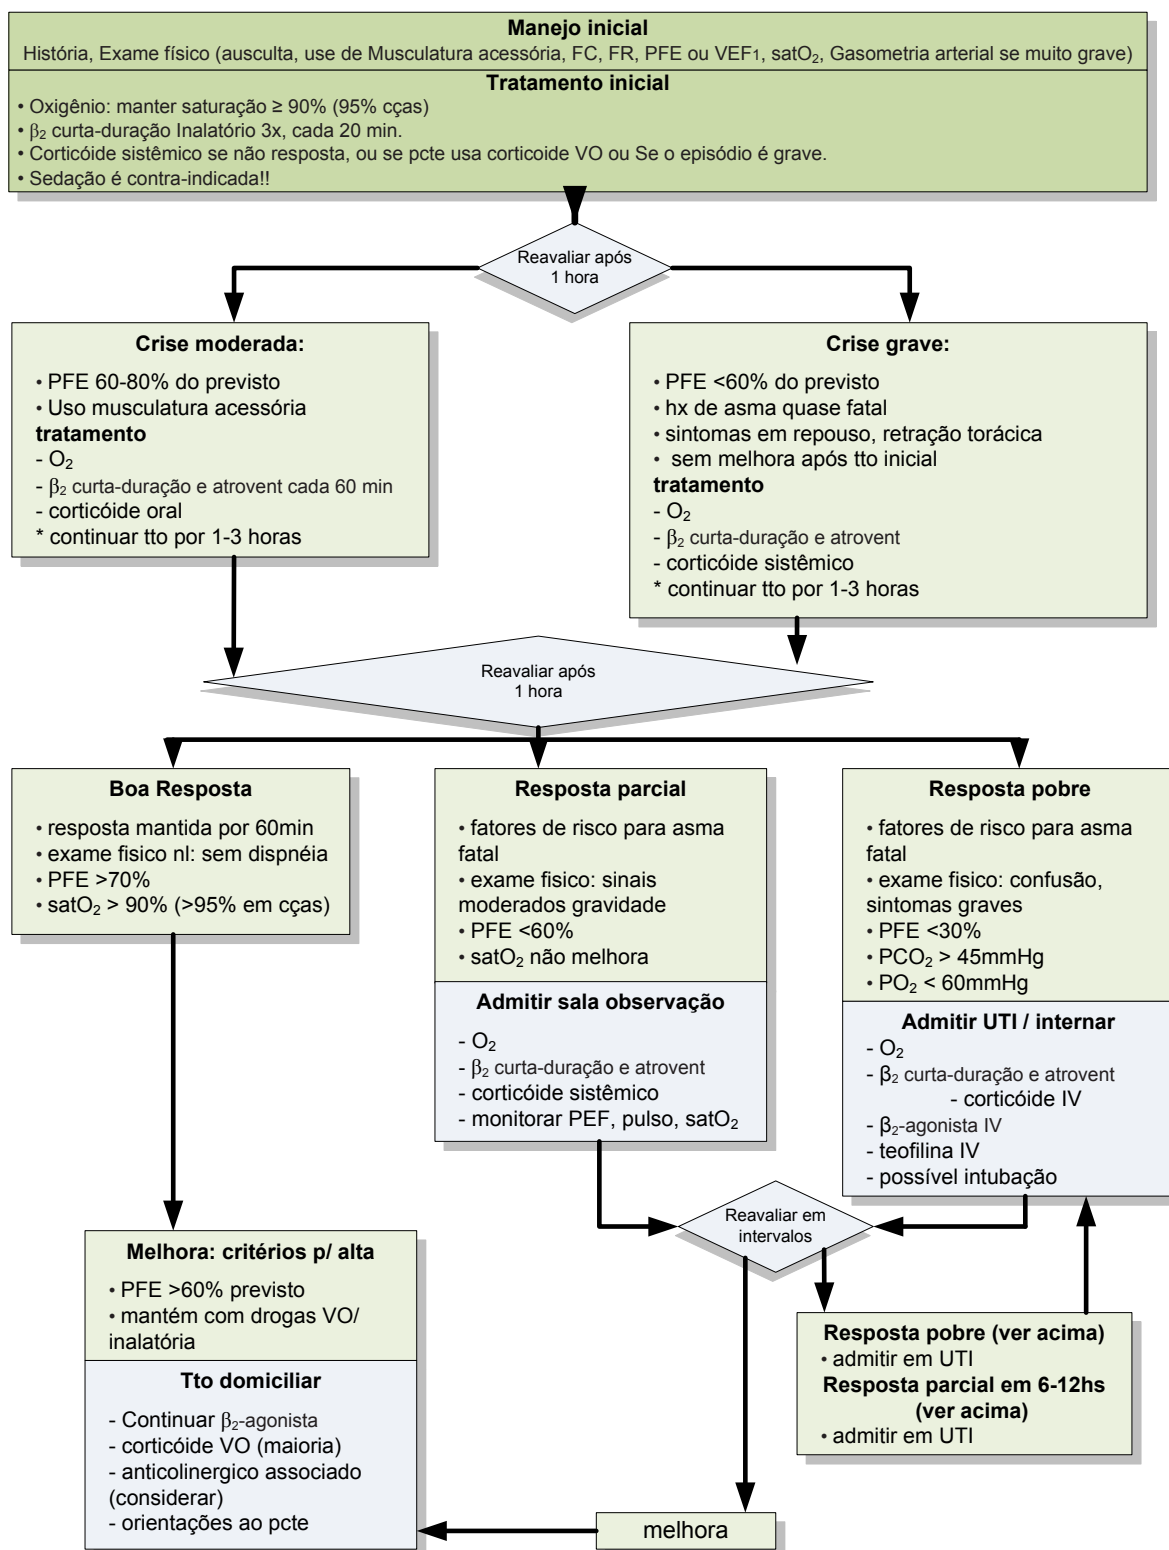 Manejo inicial
História, Exame físico (ausculta, use de Musculatura acessória, FC, FR, PFE ou VEF1, satO2, Gasometria arterial se muito grave)
Tratamento inicial
• Oxigênio: manter saturação ≥ 90% (95% cças)
• β2 curta-duração Inalatório 3x, cada 20 min.
• Corticóide sistêmico se não resposta, ou se pcte usa corticoide VO ou Se o episódio é grave.
• Sedação é contra-indicada!!
Reavaliar após
1 hora
Crise moderada:
• PFE 60-80% do previsto
• Uso musculatura acessória
tratamento
- O2
- β2 curta-duração e atrovent cada 60 min
- corticóide oral
* continuar tto por 1-3 horas
Crise grave:
• PFE <60% do previsto
• hx de asma quase fatal
• sintomas em repouso, retração torácica
• sem melhora após tto inicial
tratamento
- O2
- β2 curta-duração e atrovent
- corticóide sistêmico
* continuar tto por 1-3 horas
Reavaliar após
1 hora
Boa Resposta
• resposta mantida por 60min
• exame fisico nl: sem dispnéia
• PFE >70%
• satO2 > 90% (>95% em cças)
Resposta parcial
• fatores de risco para asma
fatal
• exame fisico: sinais
moderados gravidade
• PFE <60%
• satO2 não melhora
Admitir sala observação
- O2
- β2 curta-duração e atrovent
- corticóide sistêmico
- monitorar PEF, pulso, satO2
Resposta pobre
• fatores de risco para asma
fatal
• exame fisico: confusão,
sintomas graves
• PFE <30%
• PCO2 > 45mmHg
• PO2 < 60mmHg
Admitir UTI / internar
- O2
- β2 curta-duração e atrovent
- corticóide IV
- β2-agonista IV
- teofilina IV
- possível intubação
Reavaliar em
intervalos
Melhora: critérios p/ alta
• PFE >60% previsto
• mantém com drogas VO/
inalatória
Tto domiciliar
- Continuar β2-agonista
- corticóide VO (maioria)
- anticolinergico associado
(considerar)
- orientações ao pcte
Resposta pobre (ver acima)
• admitir em UTI
Resposta parcial em 6-12hs
(ver acima)
• admitir em UTI
melhora